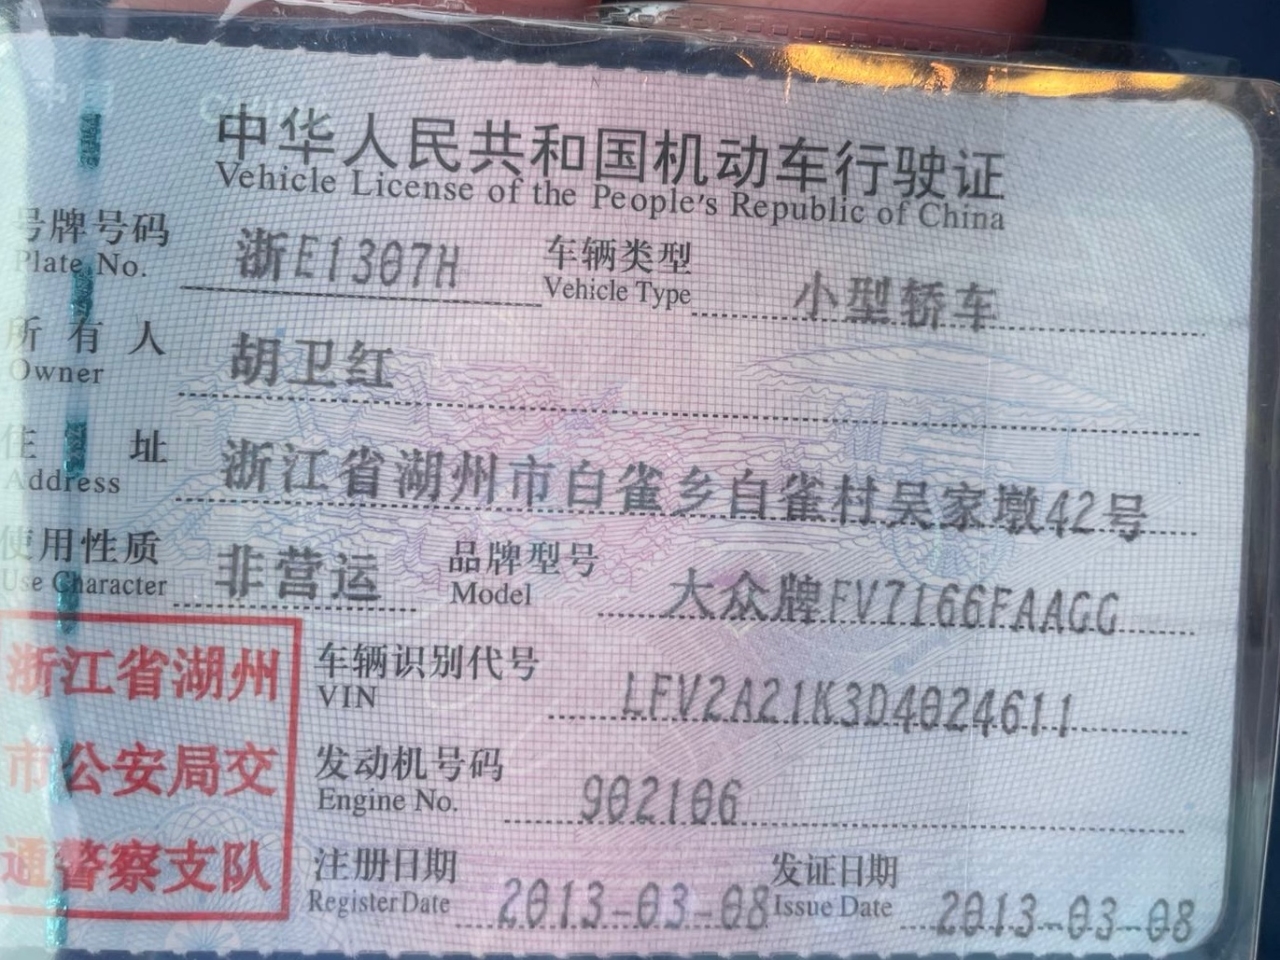 中华人民共和国机动车行驶证
Vehicle License of the People's Republic of China
号牌号码 浙E1307H 车辆类型 小型轿车
Plate No. Vehicle Type
所有人 胡卫红
Owner
住址 浙江省湖州市白雀乡白雀村吴家墩42号
Address
使用性质 非营运 品牌型号 大众牌FV7166FAAGG
Use Character Model
浙江省湖州
市公安局交
通警察支队
车辆识别代号 LFV2A21K3D4024611
VIN
发动机号码 902106
Engine No.
注册日期 2013-03-08 发证日期 2013-03-08
Register Date Issue Date